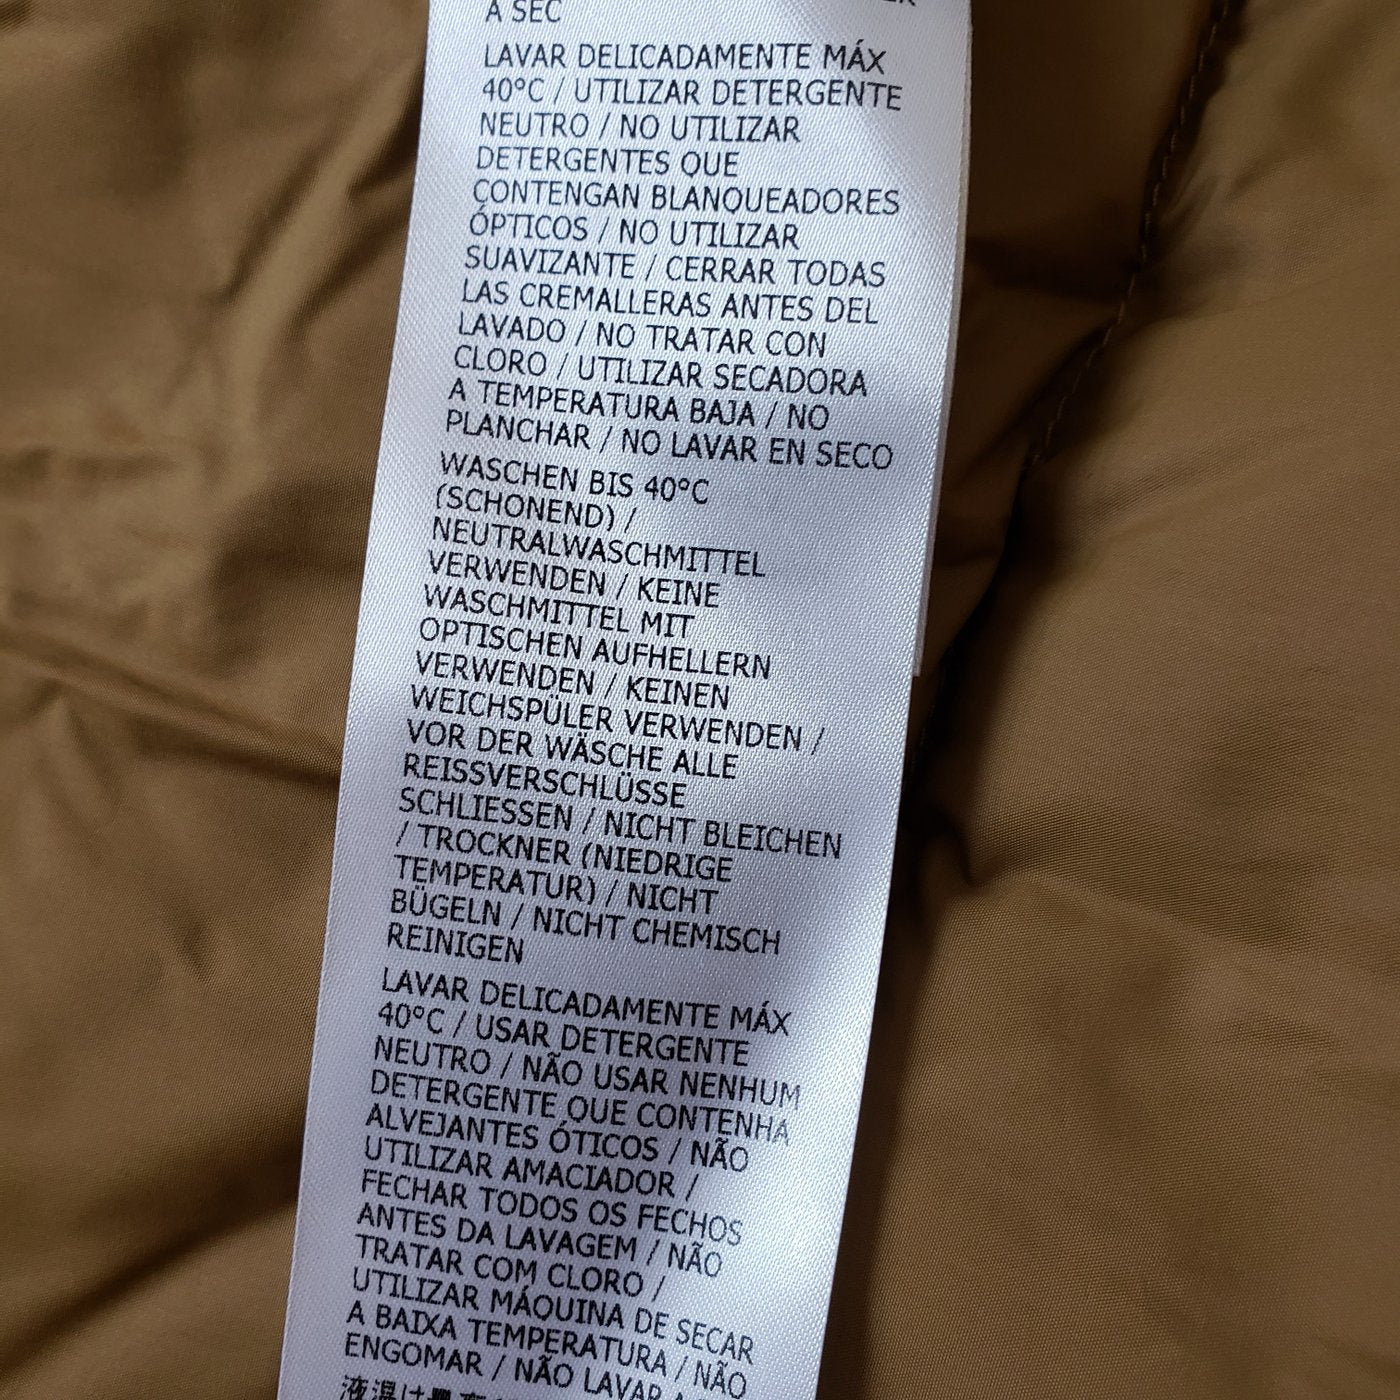 A SEC
LAVAR DELICADAMENTE MÁX
40°C / UTILIZAR DETERGENTE
NEUTRO / NO UTILIZAR
DETERGENTES QUE
CONTENGAN BLANQUEADORES
ÓPTICOS / NO UTILIZAR
SUAVIZANTE / CERRAR TODAS
LAS CREMALLERAS ANTES DEL
LAVADO / NO TRATAR CON
CLORO / UTILIZAR SECADORA
A TEMPERATURA BAJA / NO
PLANCHAR / NO LAVAR EN SECO
WASCHEN BIS 40°C
(SCHONEND) /
NEUTRALWASCHMITTEL
VERWENDEN / KEINE
WASCHMITTEL MIT
OPTISCHEN AUFHELLERN
VERWENDEN / KEINEN
WEICHSPÜLER VERWENDEN /
VOR DER WÄSCHE ALLE
REISSVERSCHLÜSSE
SCHLIESSEN / NICHT BLEICHEN
/ TROCKNER (NIEDRIGE
TEMPERATUR) / NICHT
BÜGELN / NICHT CHEMISCH
REINIGEN
LAVAR DELICADAMENTE MÁX
40°C / USAR DETERGENTE
NEUTRO / NÃO USAR NENHUM
DETERGENTE QUE CONTENHA
ALVEJANTES ÓTICOS / NÃO
UTILIZAR AMACIADOR /
FECHAR TODOS OS FECHOS
ANTES DA LAVAGEM / NÃO
TRATAR COM CLORO /
UTILIZAR MÁQUINA DE SECAR
A BAIXA TEMPERATURA / NÃO
ENGOMAR / NÃO LAVAR A
液温は最高